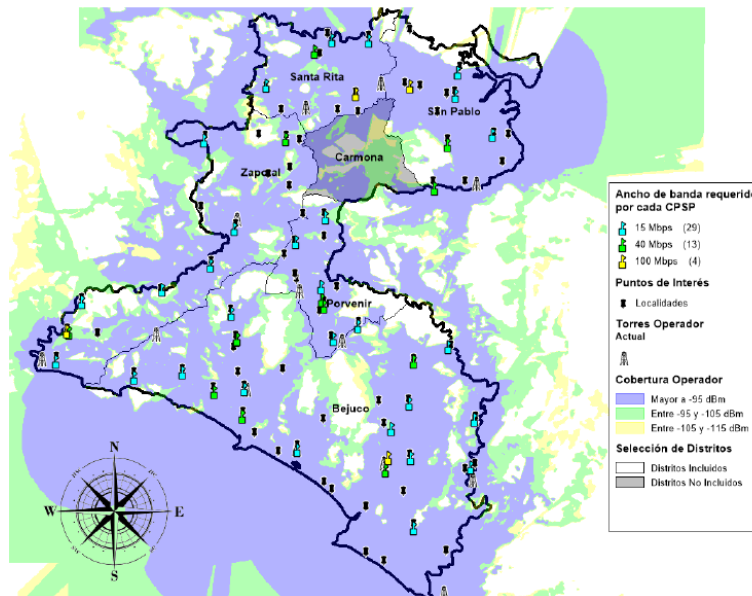 Santa Rita
San Pablo
Carmona
Zapotal
Porvenir
Bejuco
N
W
E
S
Ancho de banda requerido
por cada CPSP
15 Mbps (29)
40 Mbps (13)
100 Mbps (4)
Puntos de Interés
Localidades
Torres Operador
Actual
Cobertura Operador
Mayor a -95 dBm
Entre -95 y -105 dBm
Entre -105 y -115 dBm
Selección de Distritos
Distritos Incluidos
Distritos No Incluidos